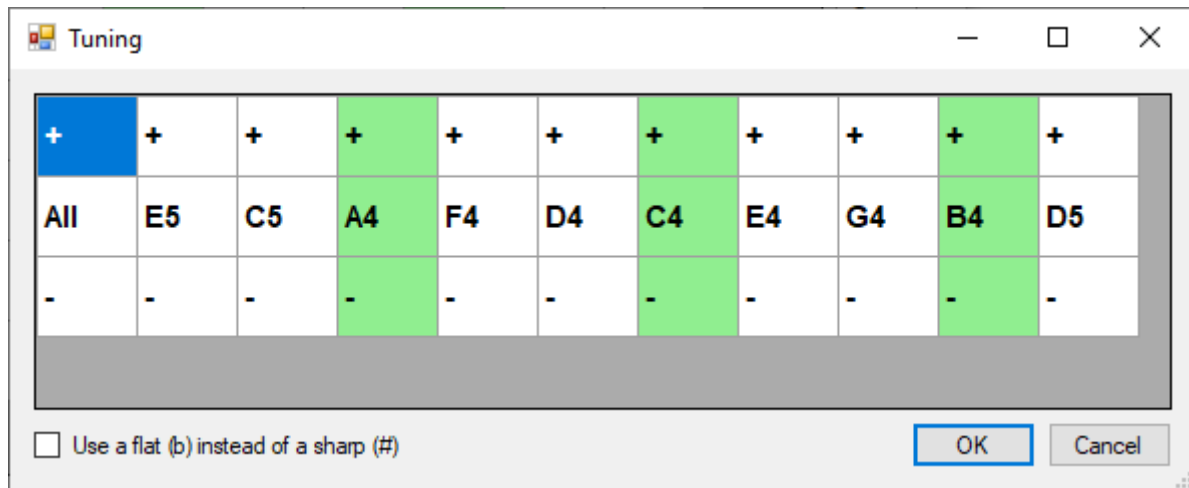 Tuning
+ + + + + + + + + + +
All E5 C5 A4 F4 D4 C4 E4 G4 B4 D5
- - - - - - - - - - -
Use a flat (b) instead of a sharp (#)
OK Cancel